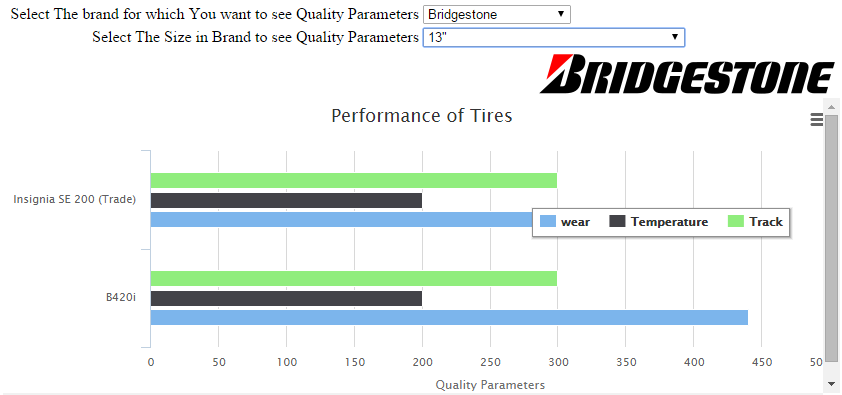 Select The brand for which You want to see Quality Parameters Bridgestone
Select The Size in Brand to see Quality Parameters 13"
BRIDGESTONE
Performance of Tires
Insignia SE 200 (Trade)
wear Temperature Track
B420i
0 50 100 150 200 250 300 350 400 450 50
Quality Parameters